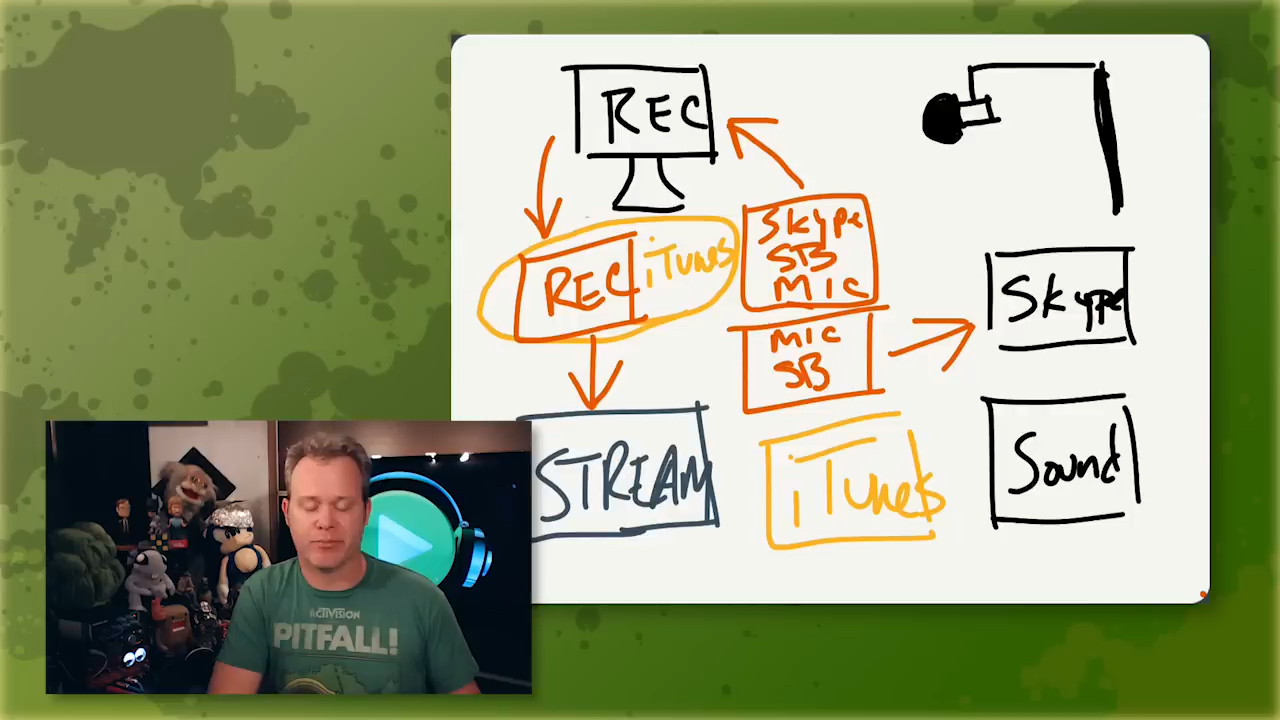 REC
REC
iTunes
Skype
SB
MIC
MIC
SB
Skype
STREAM
iTunes
Sound
ACTIVISION
PITFALL!